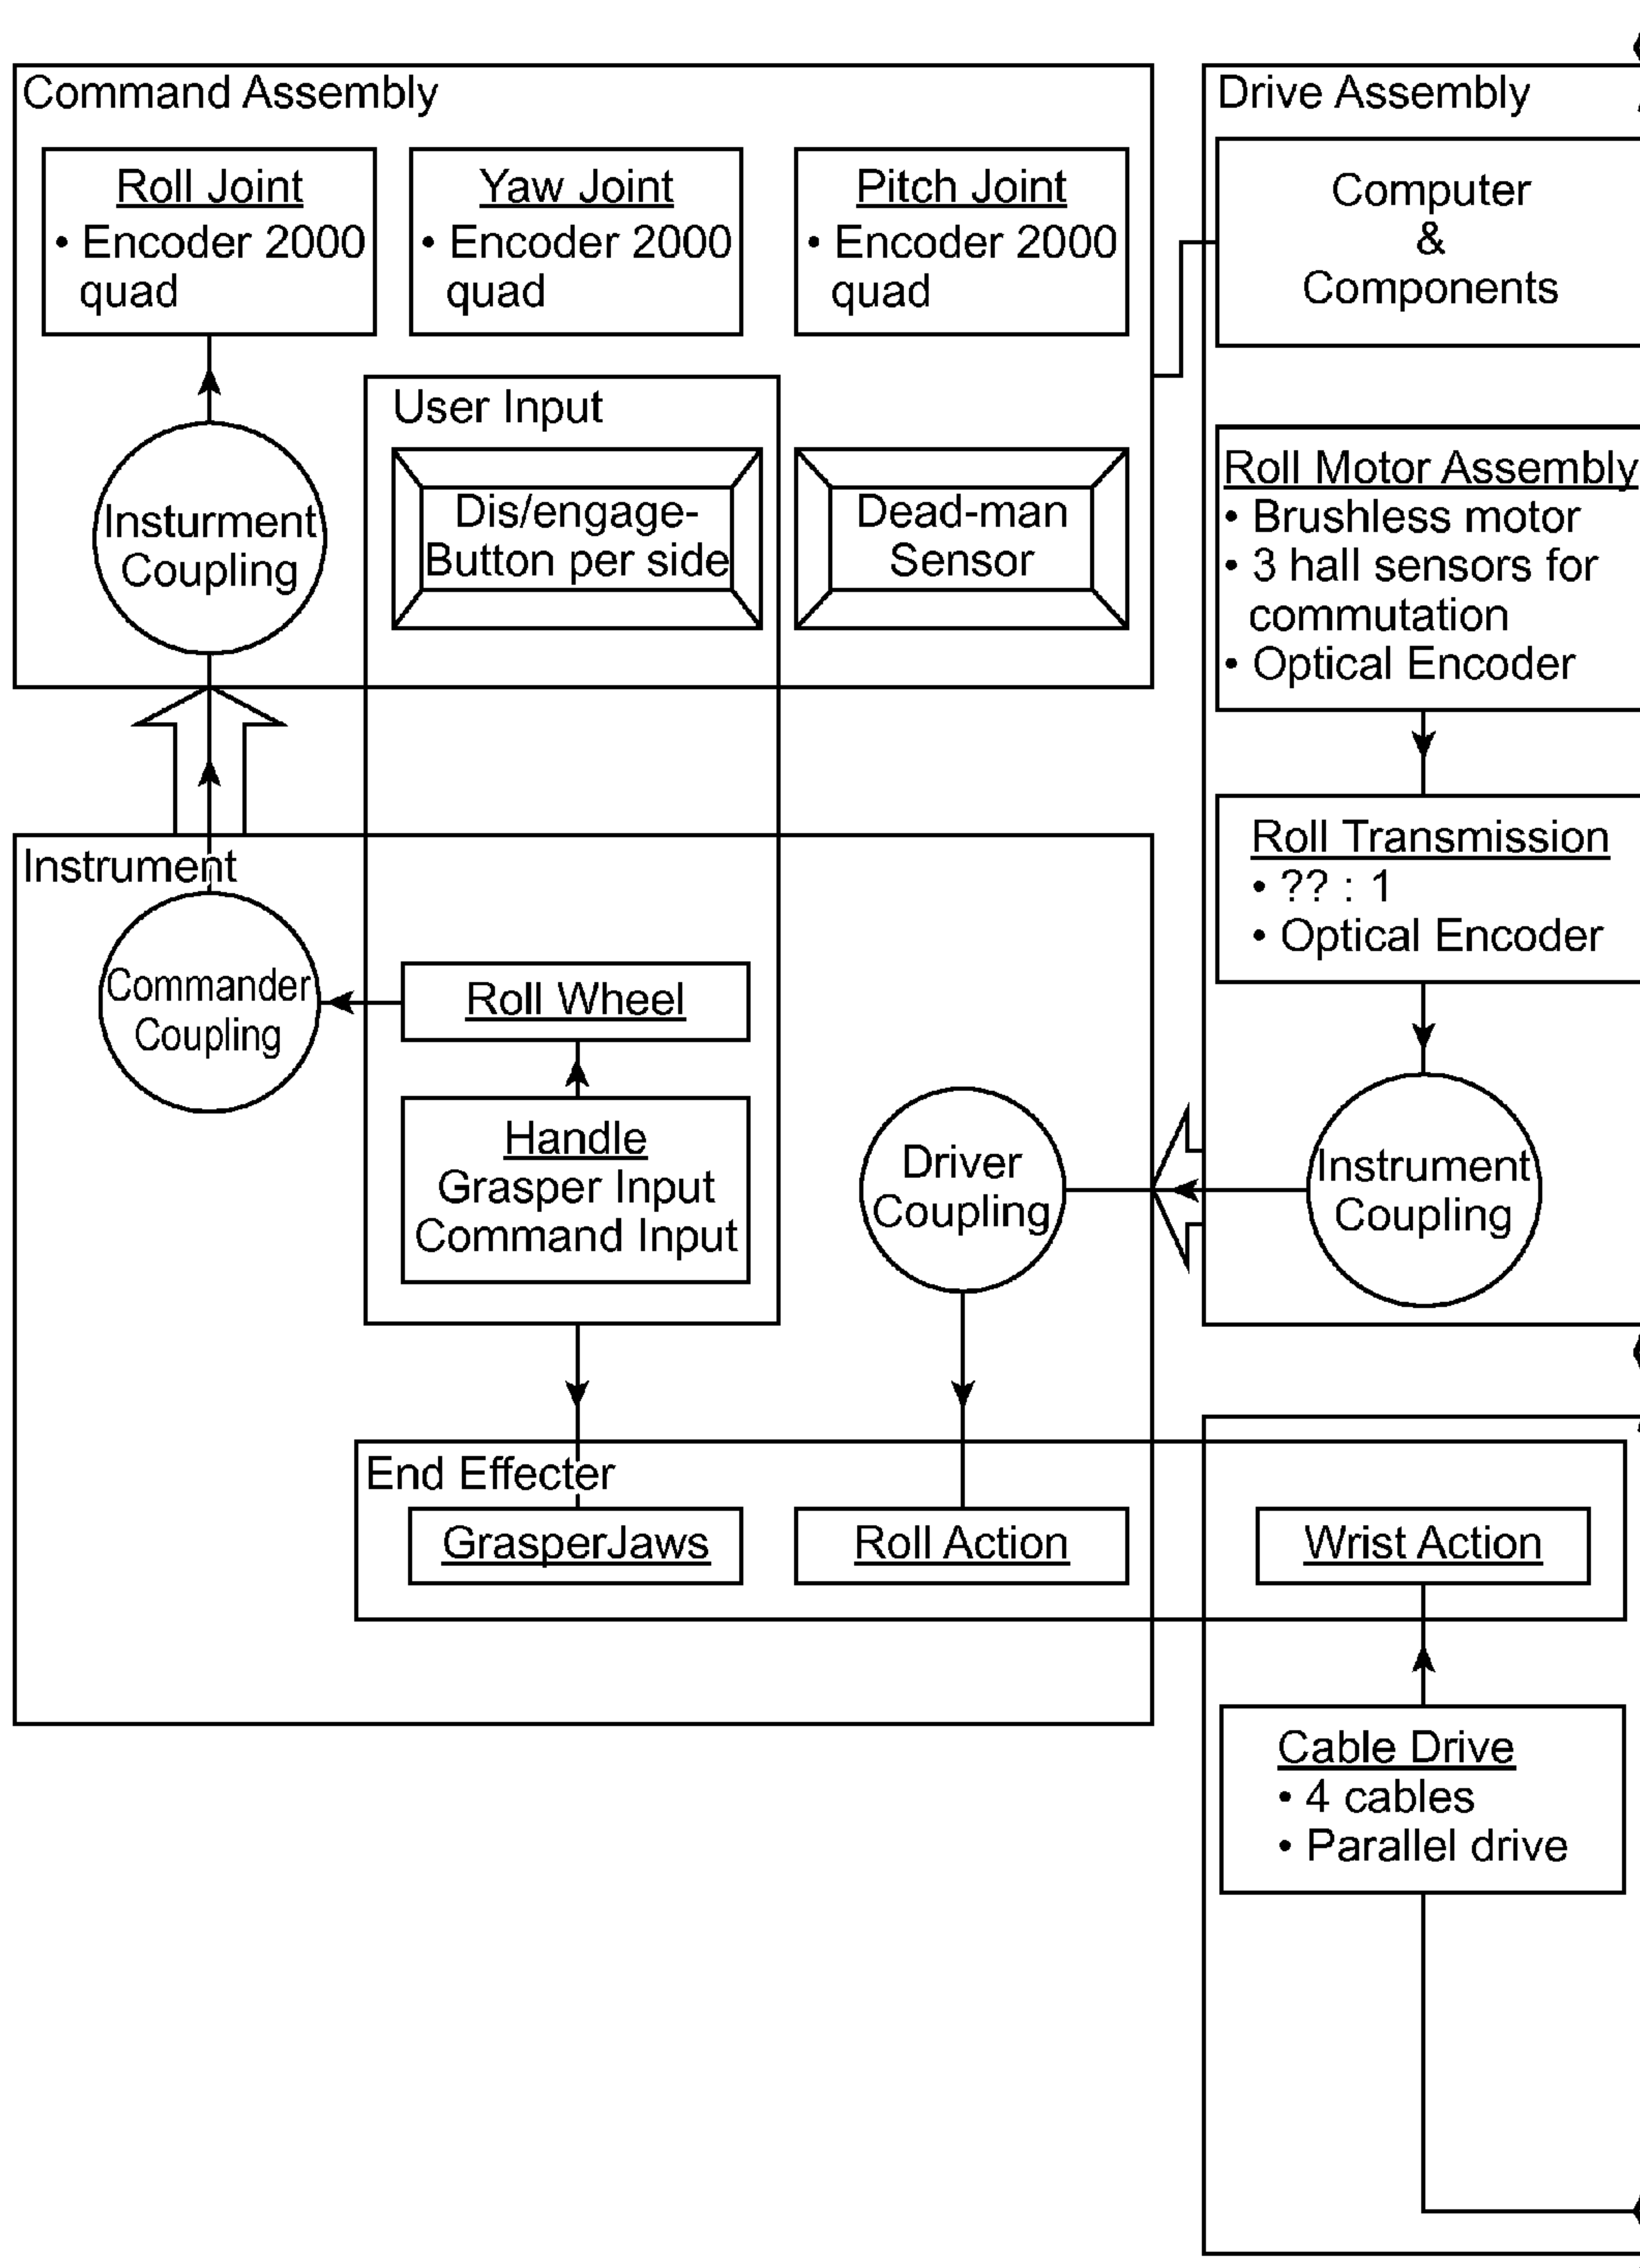 Command Assembly
Roll Joint
• Encoder 2000
quad
Yaw Joint
• Encoder 2000
quad
Pitch Joint
• Encoder 2000
quad
User Input
Insturment
Coupling
Dis/engage-
Button per side
Dead-man
Sensor
Drive Assembly
Computer
&
Components
Roll Motor Assembly
• Brushless motor
• 3 hall sensors for
commutation
• Optical Encoder
Roll Transmission
• ?? : 1
• Optical Encoder
Instrument
Coupling
Instrument
Commander
Coupling
Roll Wheel
Handle
Grasper Input
Command Input
Driver
Coupling
End Effecter
GrasperJaws
Roll Action
Wrist Action
Cable Drive
• 4 cables
• Parallel drive